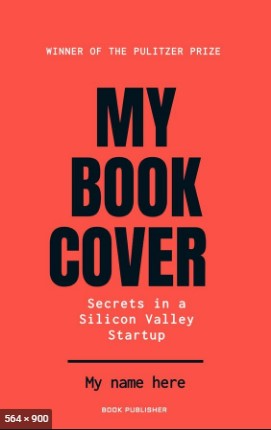 WINNER OF THE PULITZER PRIZE
MY
BOOK
COVER
Secrets in a
Silicon Valley
Startup
My name here
BOOK PUBLISHER
564 × 900